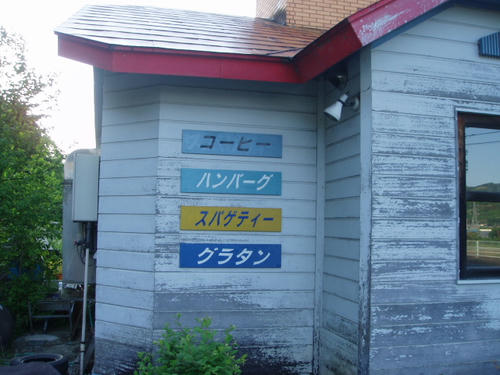 コーヒー
ハンバーグ
スパゲティー
グラタン